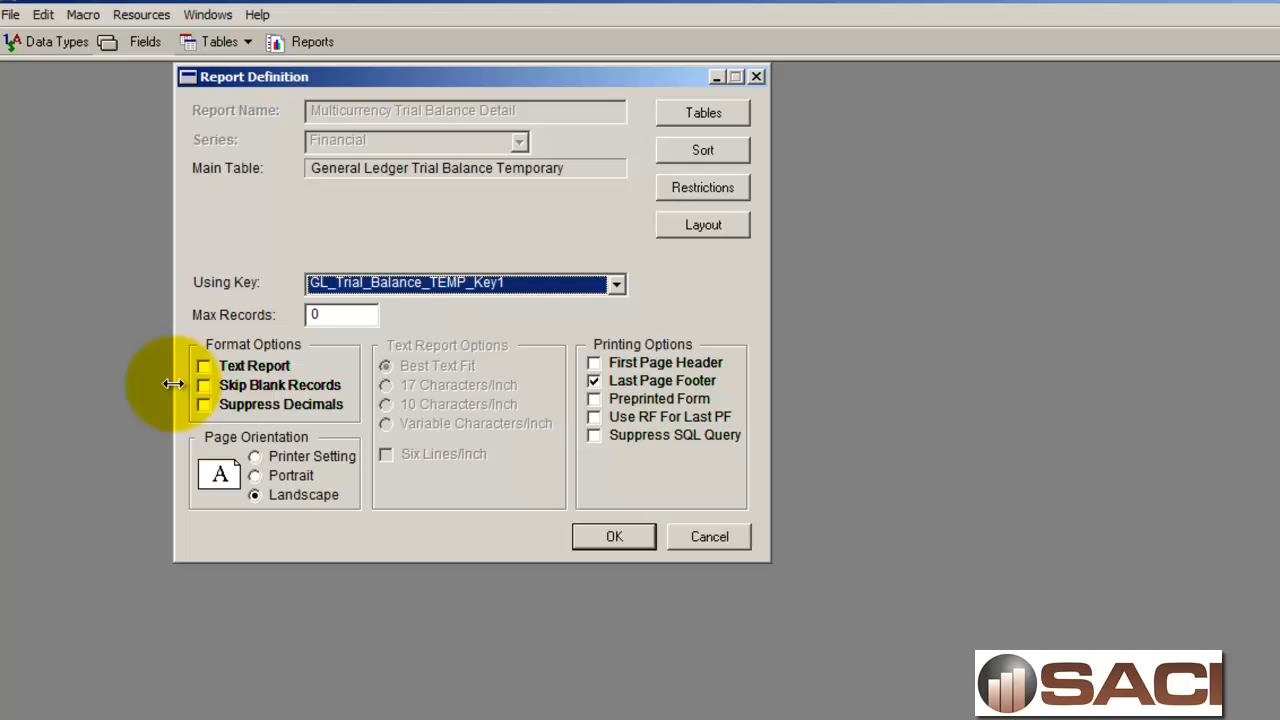 File Edit Macro Resources Windows Help
Data Types Fields Tables Reports
Report Definition
Report Name: Multicurrency Trial Balance Detail Tables
Series: Financial Sort
Main Table: General Ledger Trial Balance Temporary
Restrictions
Layout
Using Key: GL_Trial_Balance_TEMP_Key1
Max Records: 0
Format Options
Text Report
Skip Blank Records
Suppress Decimals
Page Orientation
A
Printer Setting
Portrait
Landscape
Text Report Options
Best Text Fit
17 Characters/Inch
10 Characters/Inch
Variable Characters/Inch
Six Lines/Inch
Printing Options
First Page Header
Last Page Footer
Preprinted Form
Use RF For Last PF
Suppress SQL Query
OK Cancel
SACI